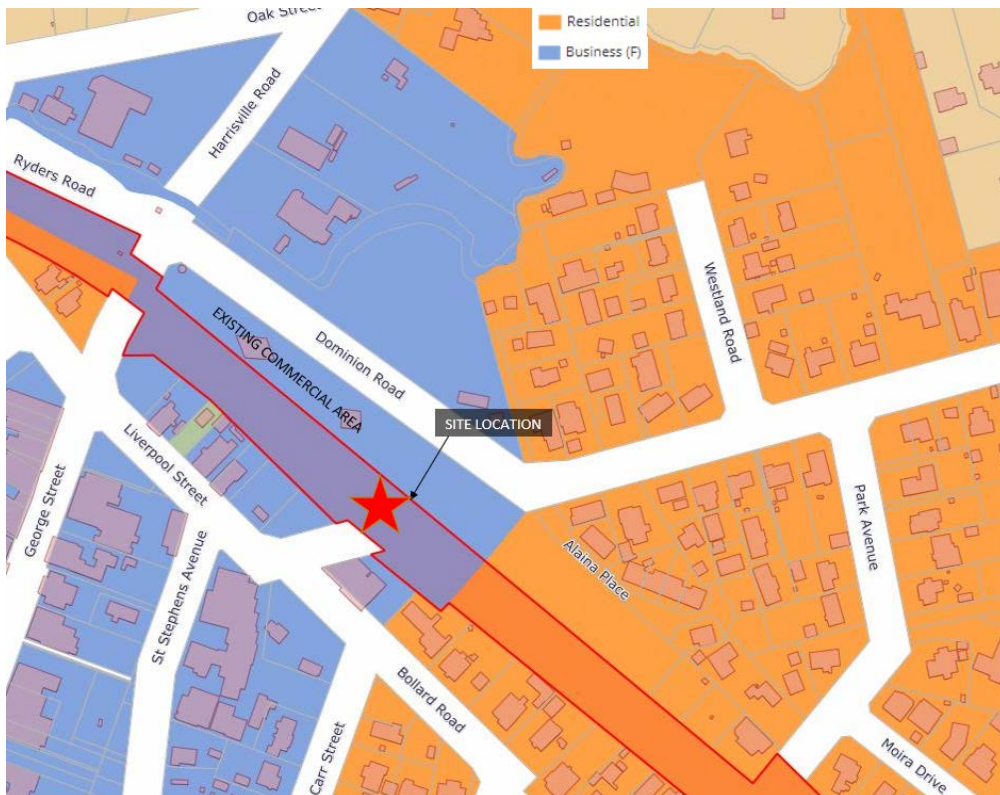 Oak Street
Residential
Business (F)
Harrisville Road
Ryders Road
EXISTING COMMERCIAL AREA
Dominion Road
Westland Road
SITE LOCATION
Liverpool Street
George Street
St Stephens Avenue
Alaina Place
Park Avenue
Bollard Road
Carr Street
Moira Drive